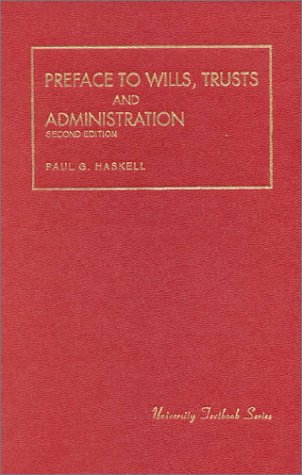 PREFACE TO WILLS, TRUSTS
AND
ADMINISTRATION
SECOND EDITION
PAUL G. HASKELL
University Textbook Series